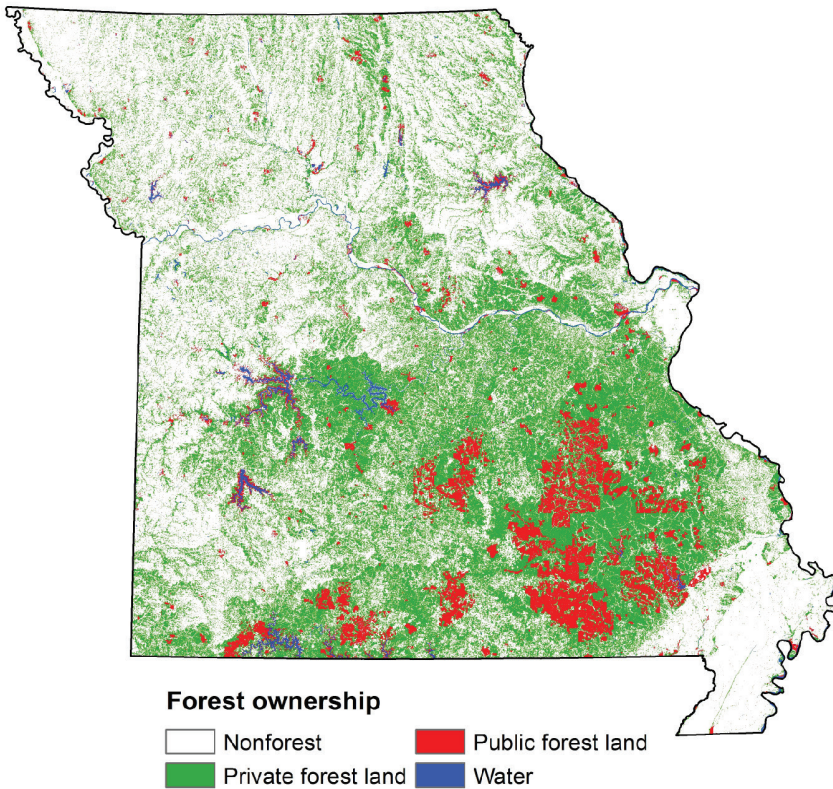 Forest ownership
Nonforest
Public forest land
Private forest land
Water